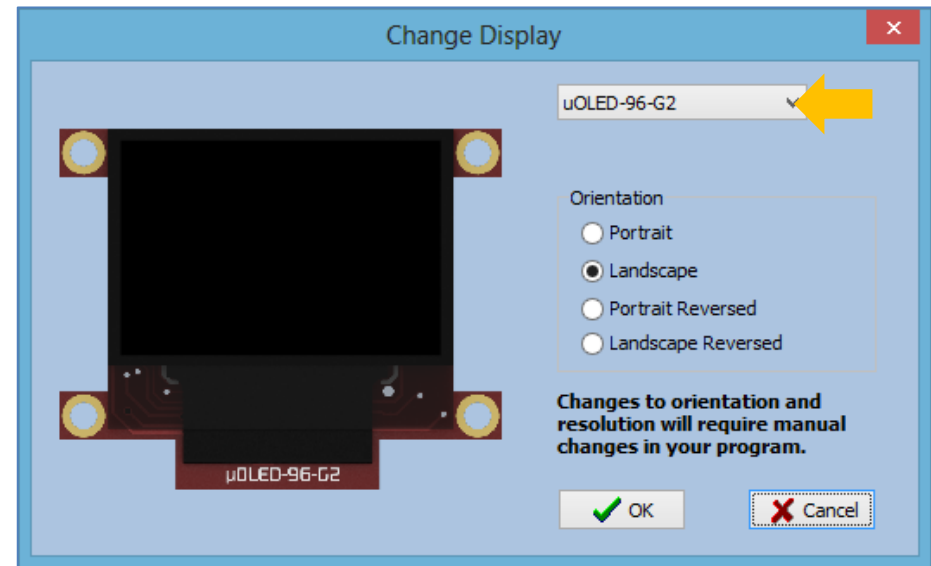 Change Display
uOLED-96-G2
Orientation
Portrait
Landscape
Portrait Reversed
Landscape Reversed
Changes to orientation and
resolution will require manual
changes in your program.
µOLED-96-G2
OK
Cancel